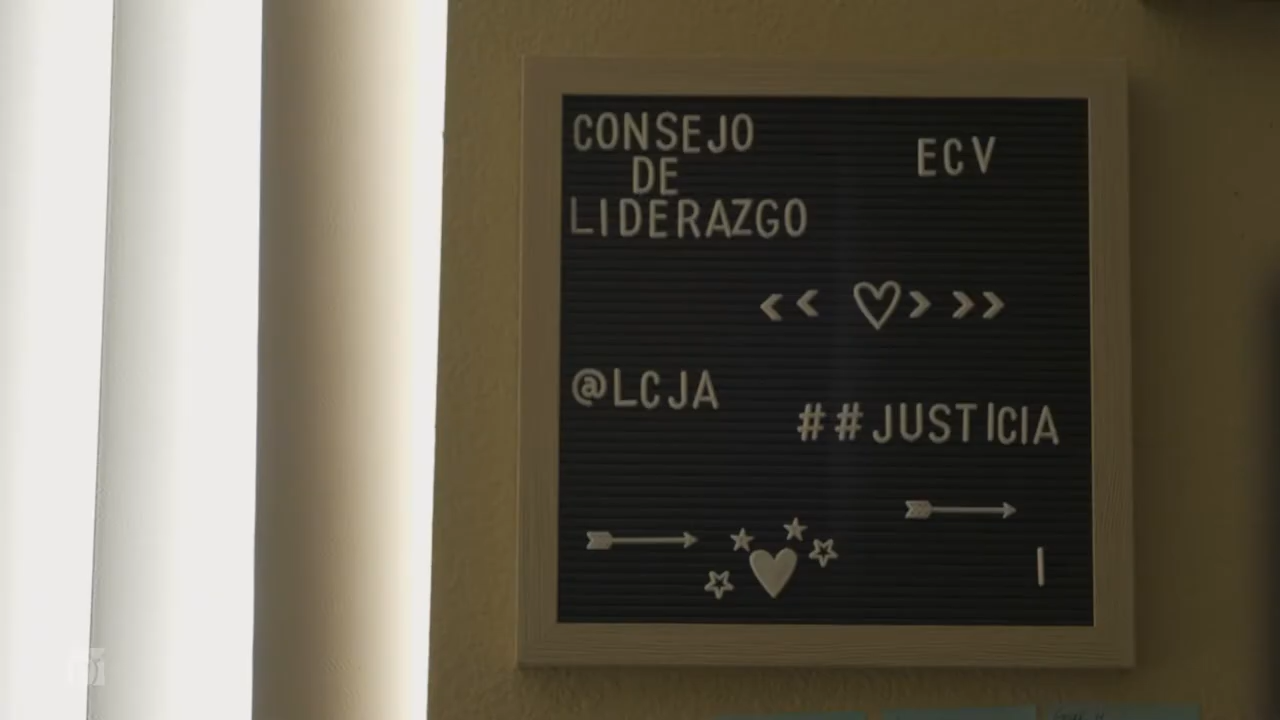 CONSEJO
DE
LIDERAZGO
ECV
@LCJA
##JUSTICIA